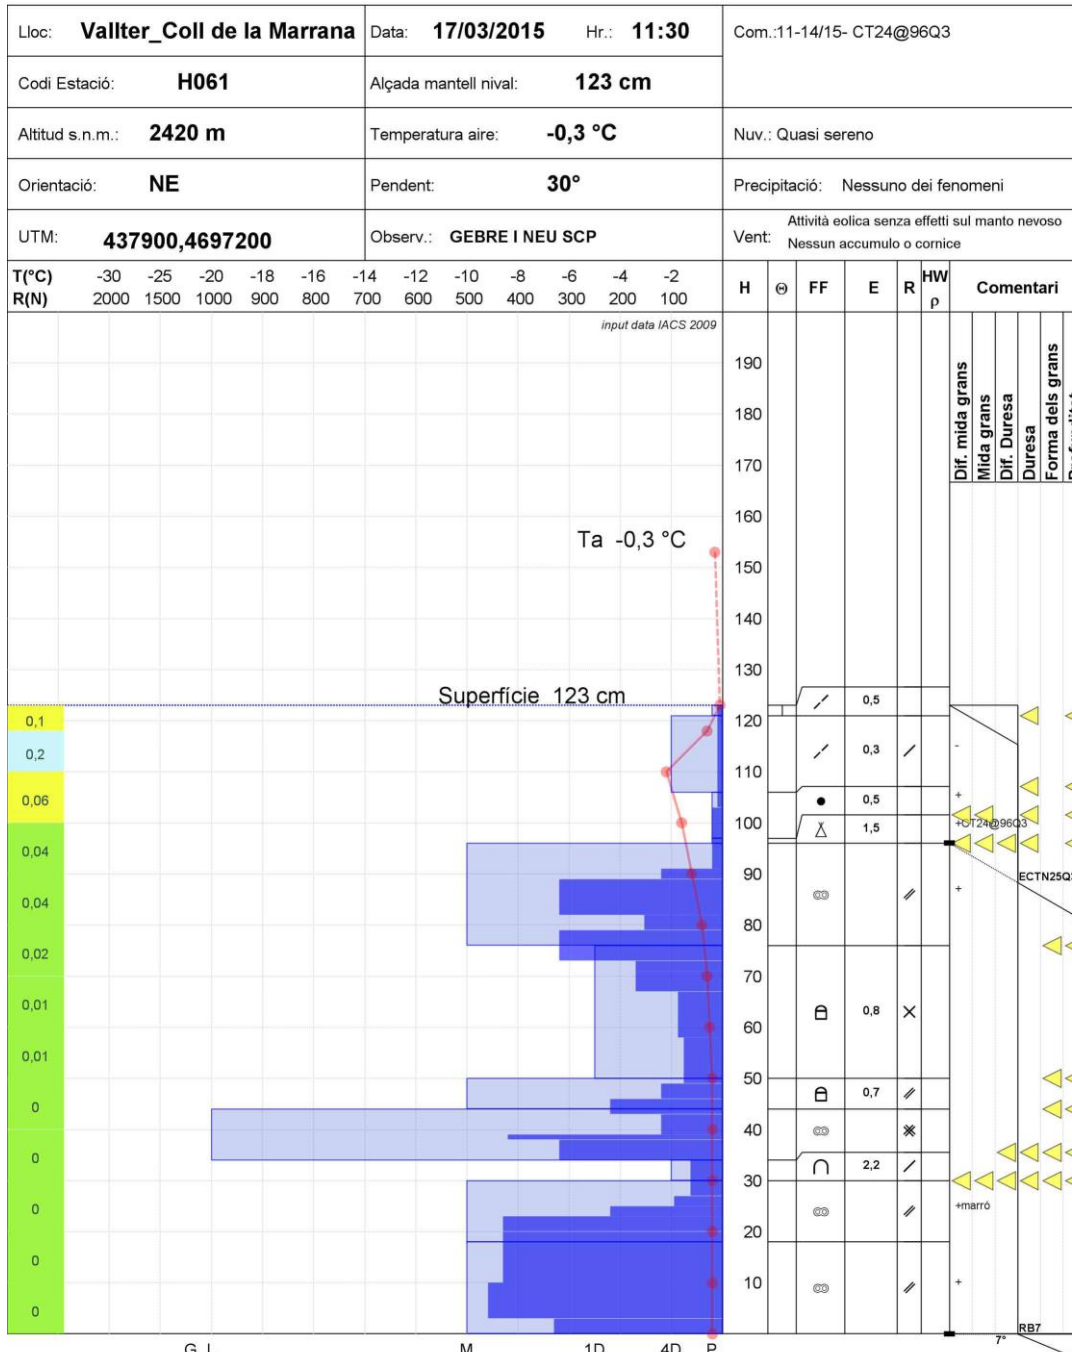 Lloc: Vallter_Coll de la Marrana Data: 17/03/2015 Hr.: 11:30 Com.:11-14/15- CT24@96Q3
Codi Estació: H061 Alçada mantell nival: 123 cm
Altitud s.n.m.: 2420 m Temperatura aire: -0,3 °C Nuv.: Quasi sereno
Orientació: NE Pendent: 30° Precipitació: Nessuno dei fenomeni
UTM: 437900,4697200 Observ.: GEBRE I NEU SCP Vent: Attività eolica senza effetti sul manto nevoso
Nessun accumulo o cornice
T(°C) -30 -25 -20 -18 -16 -14 -12 -10 -8 -6 -4 -2
R(N) 2000 1500 1000 900 800 700 600 500 400 300 200 100
H Θ FF E R HW ρ Comentari
input data IACS 2009
Dif. mida grans
Mida grans
Dif. Duresa
Duresa
Forma dels grans
190
180
170
160
Ta -0,3 °C
150
140
130
Superfície 123 cm
0,5
0,1 120
0,2 0,3 -
110
0,06 0,5 +
100 +CT24@96Q3
1,5
0,04
90 ECTN25Q
+
0,04
80
0,02
70
0,01 0,8
60
0,01
50
0 0,7
40
0 2,2
30
0 +marró
20
0
10 +
0
RB7
7°
G I M 1D 4D P